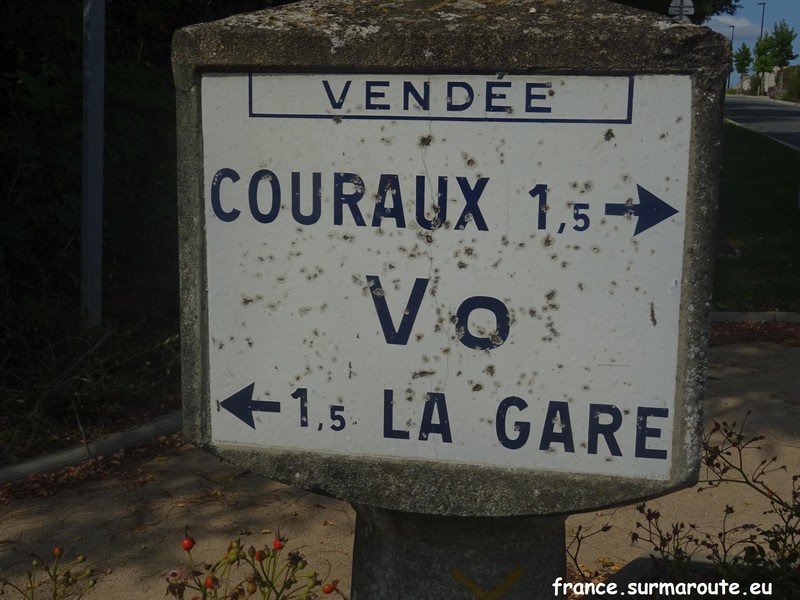 VENDÉE
COURAUX 1,5 →
Vo
← 1,5 LA GARE
france.surmaroute.eu